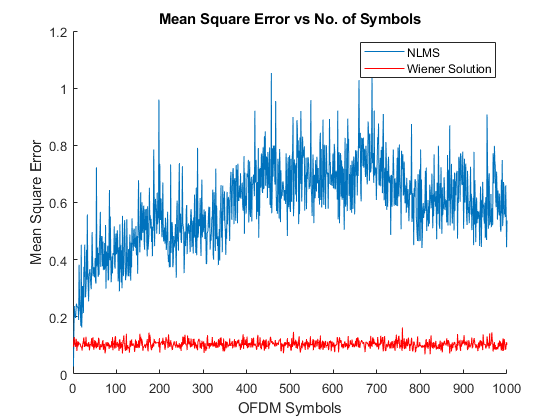 Mean Square Error vs No. of Symbols
1.2
1
0.8
0.6
0.4
0.2
0
Mean Square Error
NLMS
Wiener Solution
0 100 200 300 400 500 600 700 800 900 1000
OFDM Symbols